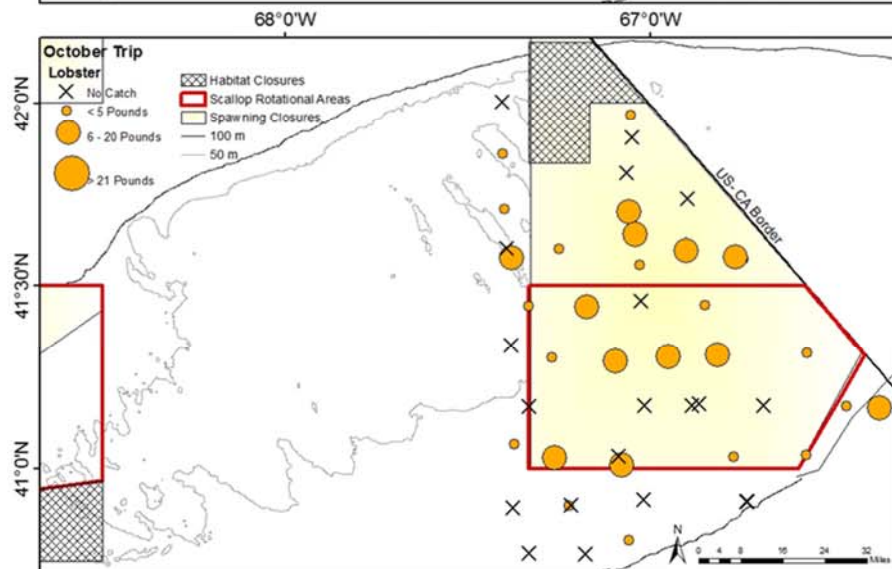 68°0'W 67°0'W
October Trip
Lobster
No Catch
< 5 Pounds
6 - 20 Pounds
> 21 Pounds
Habitat Closures
Scallop Rotational Areas
Spawning Closures
100 m
50 m
42°0'N
41°30'N
41°0'N
US- CA Border
N
0 4 8 16 24 32
Miles